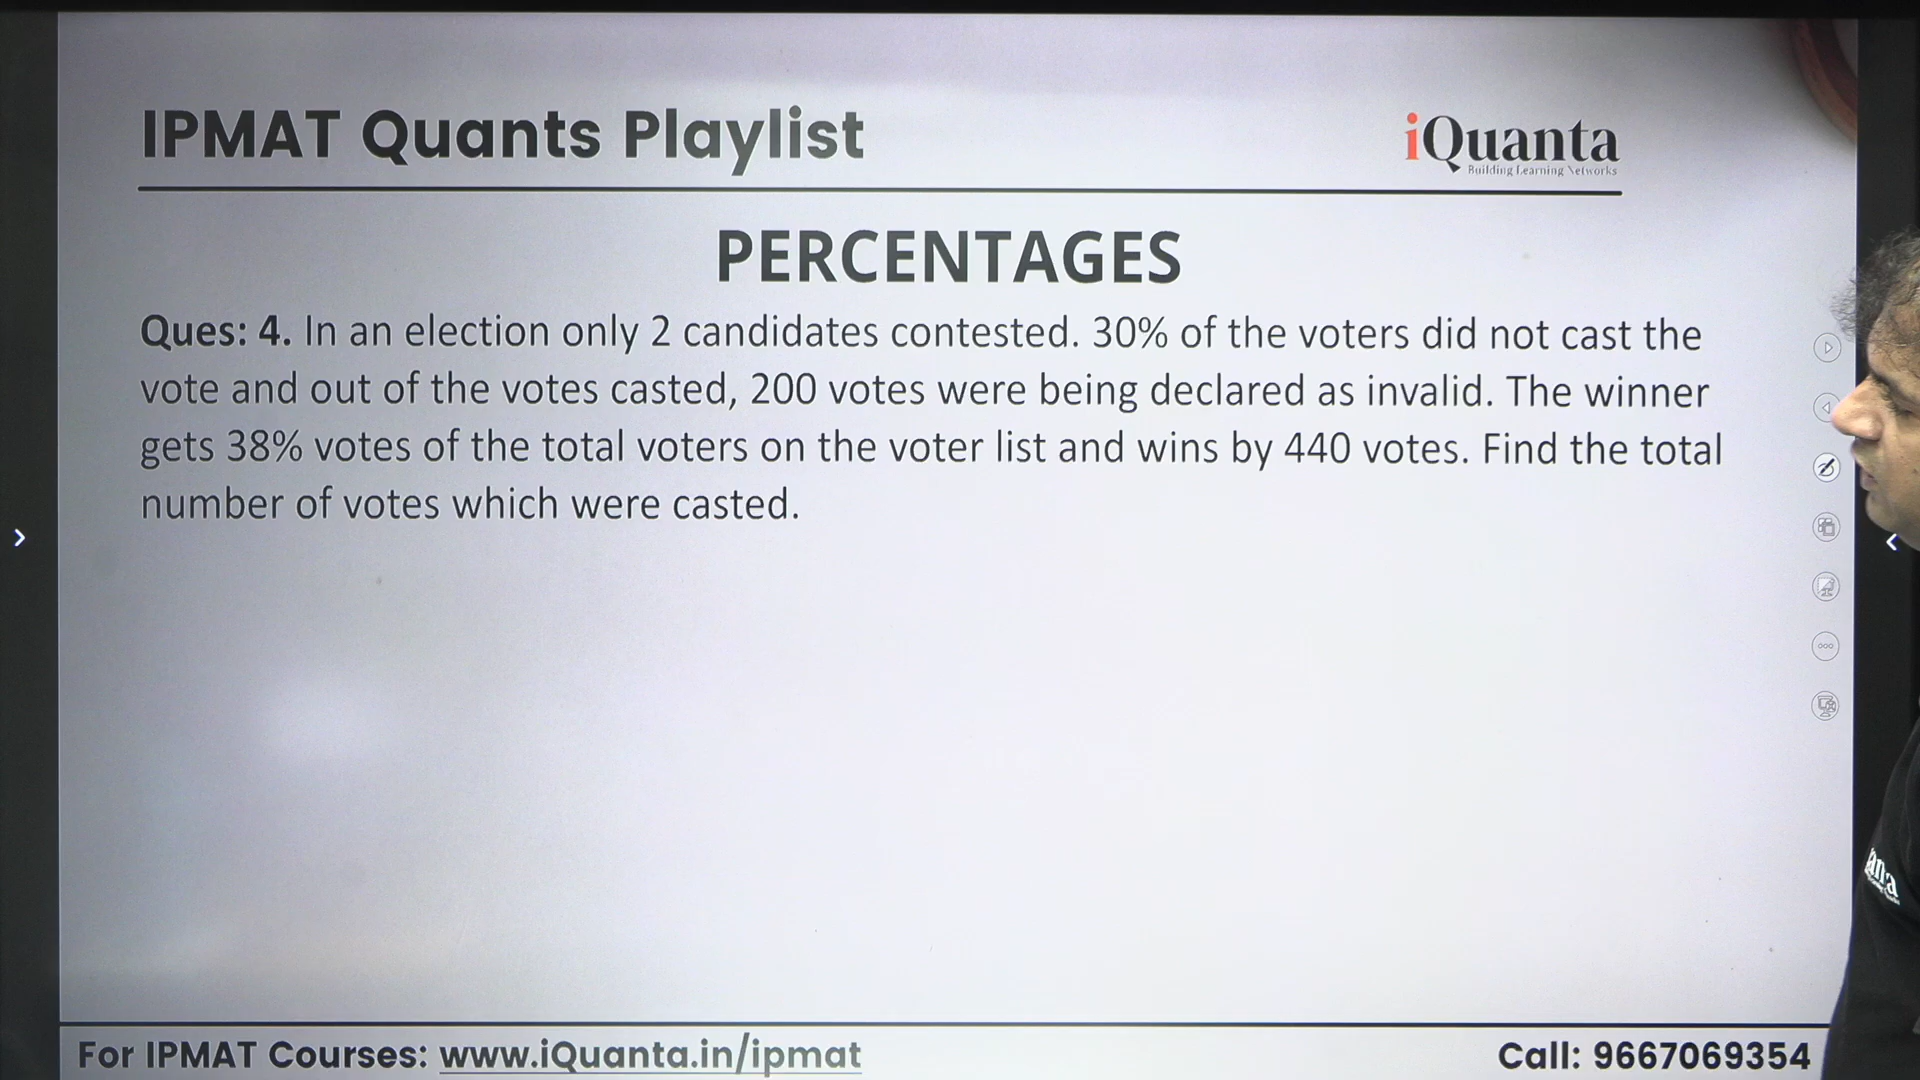 IPMAT Quants Playlist
iQuanta
Building Learning Networks
PERCENTAGES
Ques: 4. In an election only 2 candidates contested. 30% of the voters did not cast the
vote and out of the votes casted, 200 votes were being declared as invalid. The winner
gets 38% votes of the total voters on the voter list and wins by 440 votes. Find the total
number of votes which were casted.
For IPMAT Courses: www.iQuanta.in/ipmat
Call: 9667069354